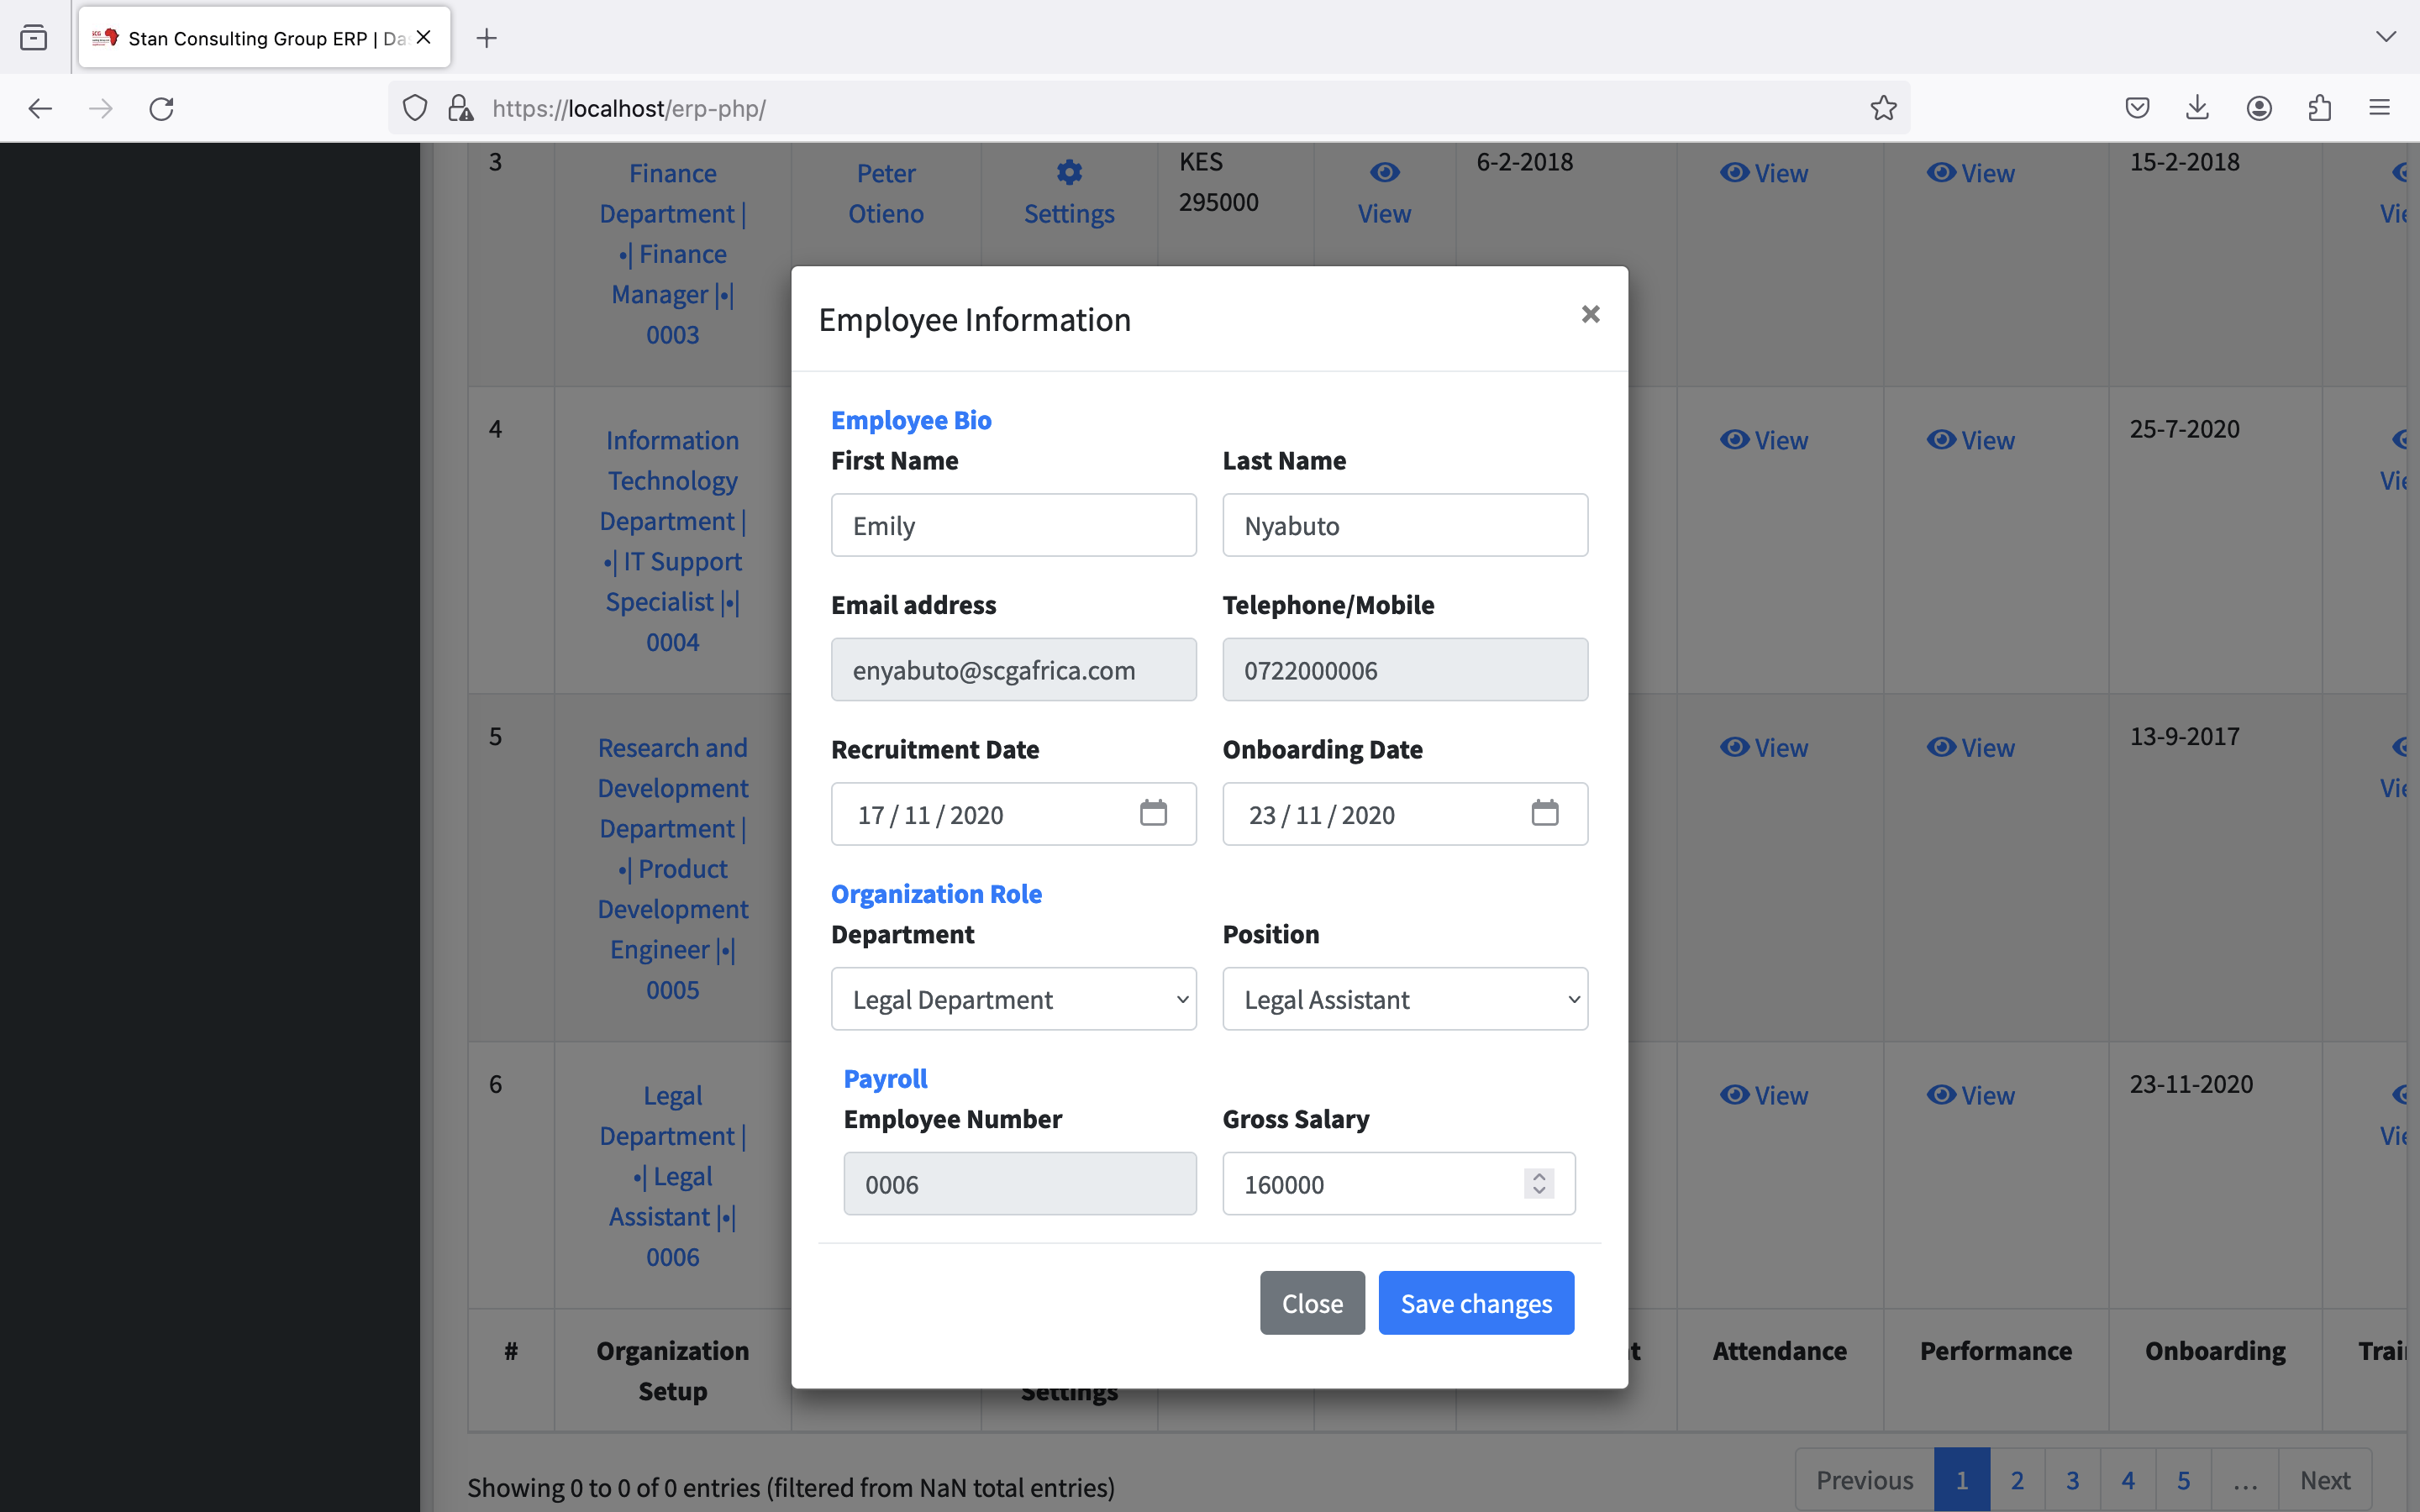 Stan Consulting Group ERP | Da
https://localhost/erp-php/
3
Finance
Department |
•| Finance
Manager |•|
0003
Peter
Otieno
Settings
KES
295000
View
6-2-2018
View
View
15-2-2018
Employee Information
Employee Bio
First Name
Last Name
Emily
Nyabuto
Email address
Telephone/Mobile
enyabuto@scgafrica.com
0722000006
Recruitment Date
Onboarding Date
17 / 11 / 2020
23 / 11 / 2020
Organization Role
Department
Position
Legal Department
Legal Assistant
Payroll
Employee Number
Gross Salary
0006
160000
Close
Save changes
4
Information
Technology
Department |
•| IT Support
Specialist |•|
0004
View
View
25-7-2020
5
Research and
Development
Department |
•| Product
Development
Engineer |•|
0005
View
View
13-9-2017
6
Legal
Department |
•| Legal
Assistant |•|
0006
View
View
23-11-2020
#
Organization
Setup
Settings
Attendance
Performance
Onboarding
Showing 0 to 0 of 0 entries (filtered from NaN total entries)
Previous
1
2
3
4
5
…
Next